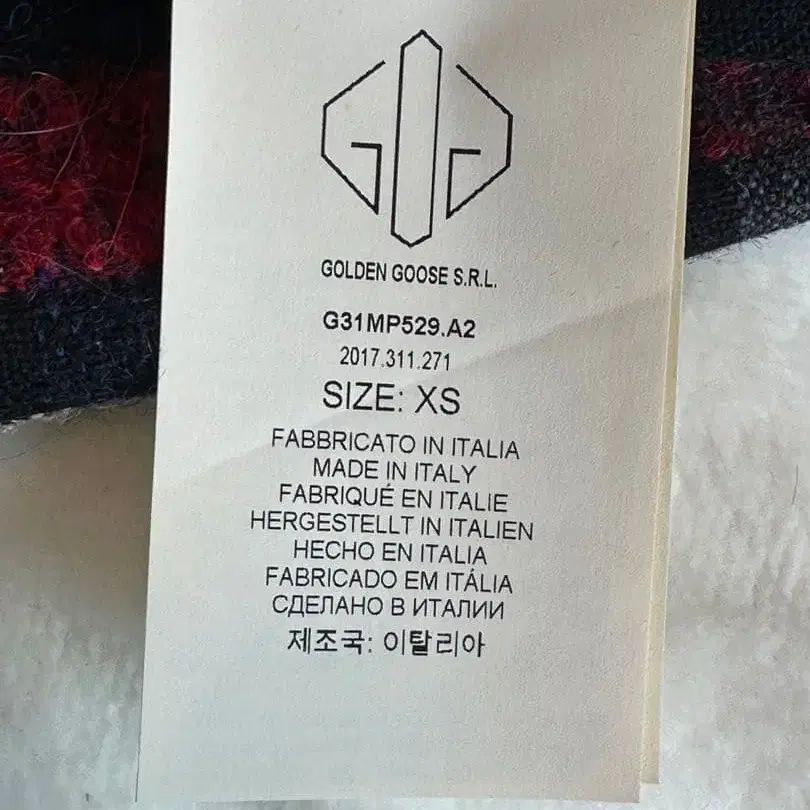 GOLDEN GOOSE S.R.L.
G31MP529.A2
2017.311.271
SIZE: XS
FABBRICATO IN ITALIA
MADE IN ITALY
FABRIQUÉ EN ITALIE
HERGESTELLT IN ITALIEN
HECHO EN ITALIA
FABRICADO EM ITÁLIA
СДЕЛАНО В ИТАЛИИ
제조국: 이탈리아